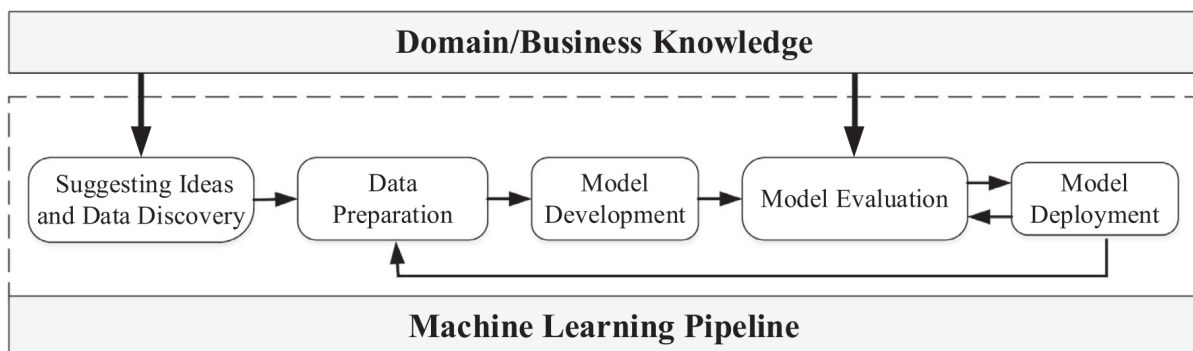 Domain/Business Knowledge
Suggesting Ideas
and Data Discovery
Data
Preparation
Model
Development
Model Evaluation
Model
Deployment
Machine Learning Pipeline